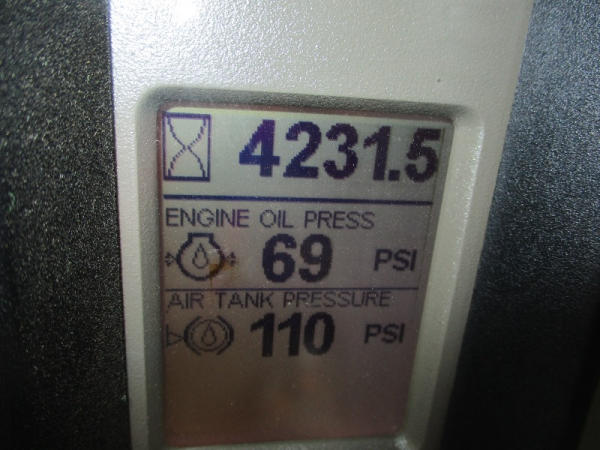 4231.5
ENGINE OIL PRESS
69 PSI
AIR TANK PRESSURE
110 PSI